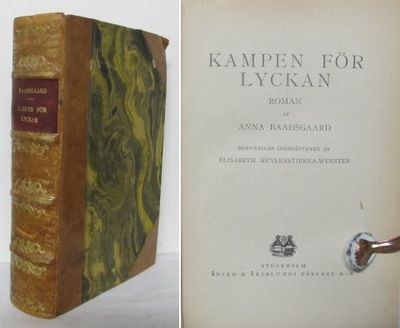 BAADSGAARD
KAMPEN FÖR
LYCKAN
KAMPEN FÖR
LYCKAN
ROMAN
AV
ANNA BAADSGAARD
BEMYNDIGAD ÖVERSÄTTNING AV
ELISABETH KUYLENSTIERNA-WENSTER
STOCKHOLM
ÅHLÉN & ÅKERLUNDS FÖRLAGS A.-B.